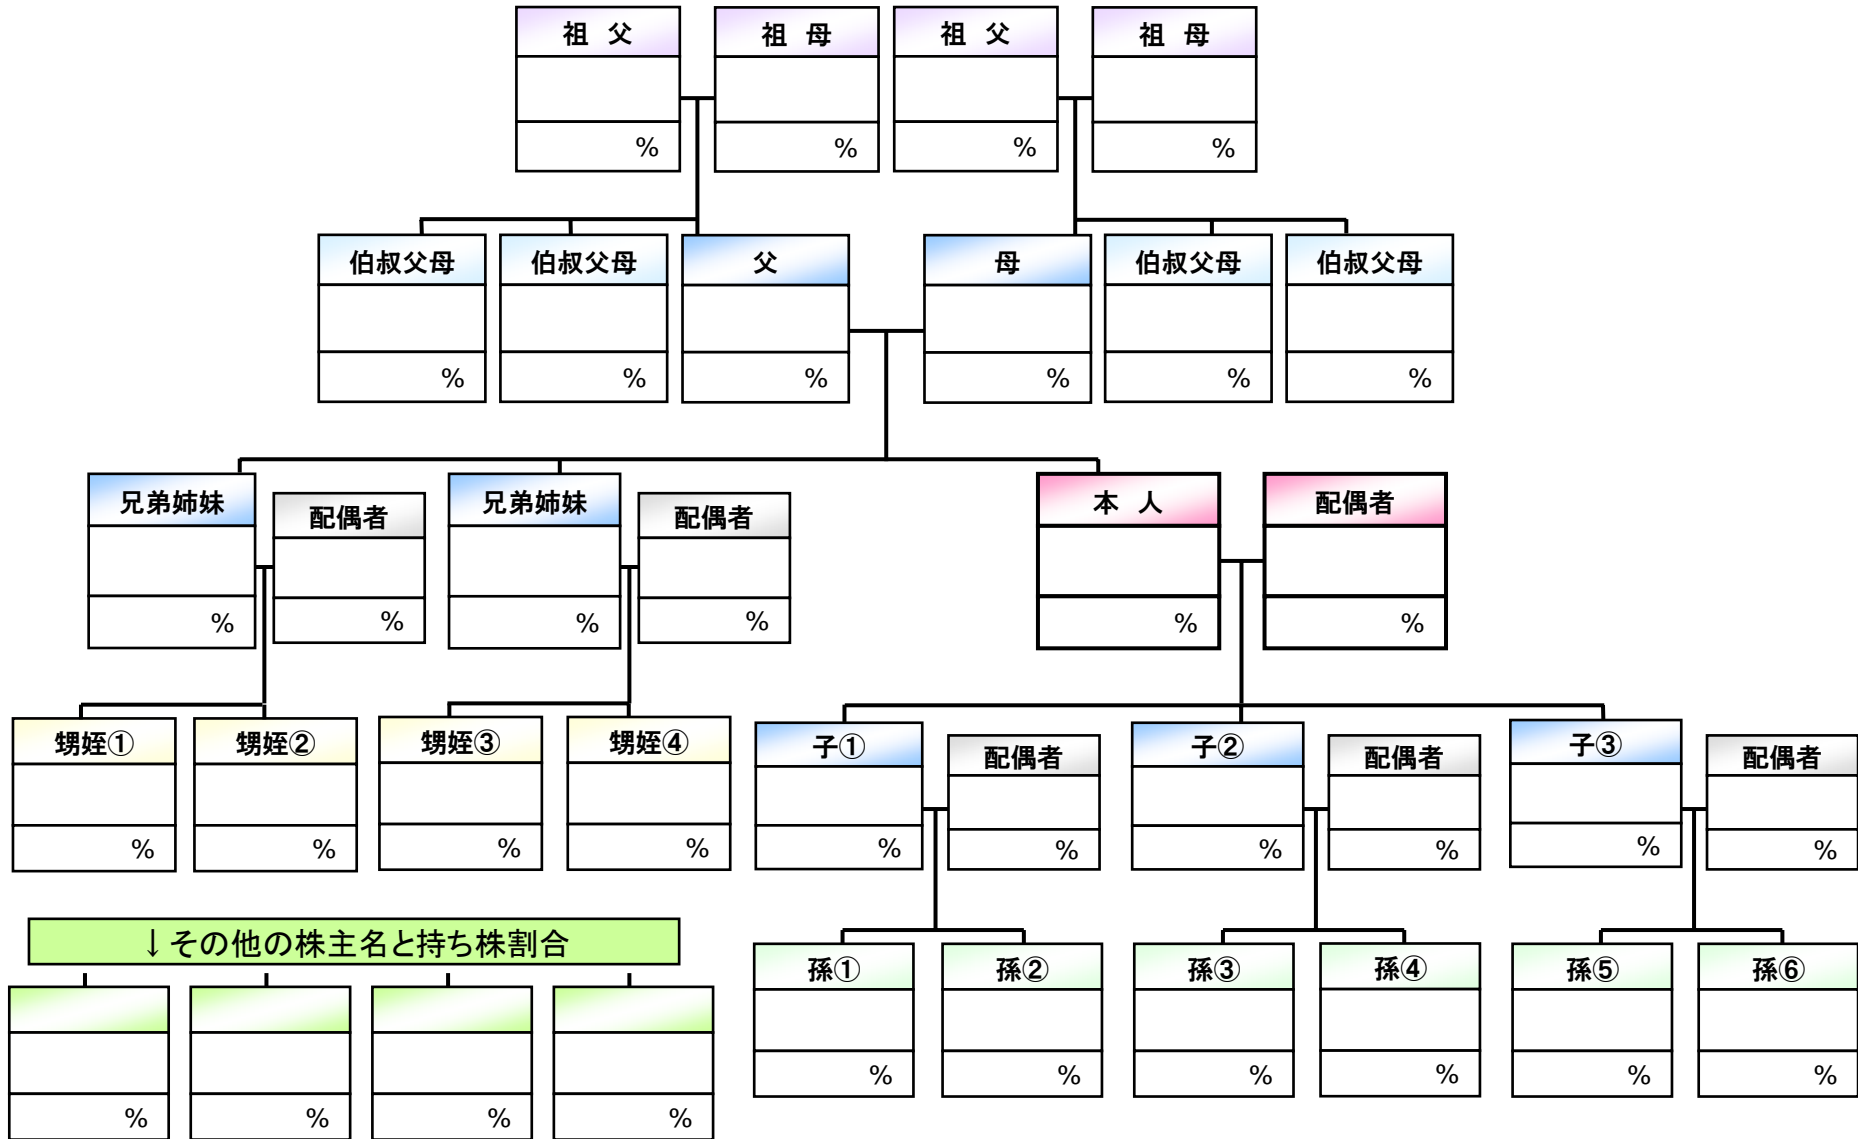 祖 父
祖 母
祖 父
祖 母
%
%
%
%
伯叔父母
伯叔父母
父
母
伯叔父母
伯叔父母
%
%
%
%
%
%
兄弟姉妹
配偶者
兄弟姉妹
配偶者
本 人
配偶者
%
%
%
%
%
%
甥姪①
甥姪②
甥姪③
甥姪④
子①
配偶者
子②
配偶者
子③
配偶者
%
%
%
%
%
%
%
%
%
%
↓その他の株主名と持ち株割合
孫①
孫②
孫③
孫④
孫⑤
孫⑥
%
%
%
%
%
%
%
%
%
%